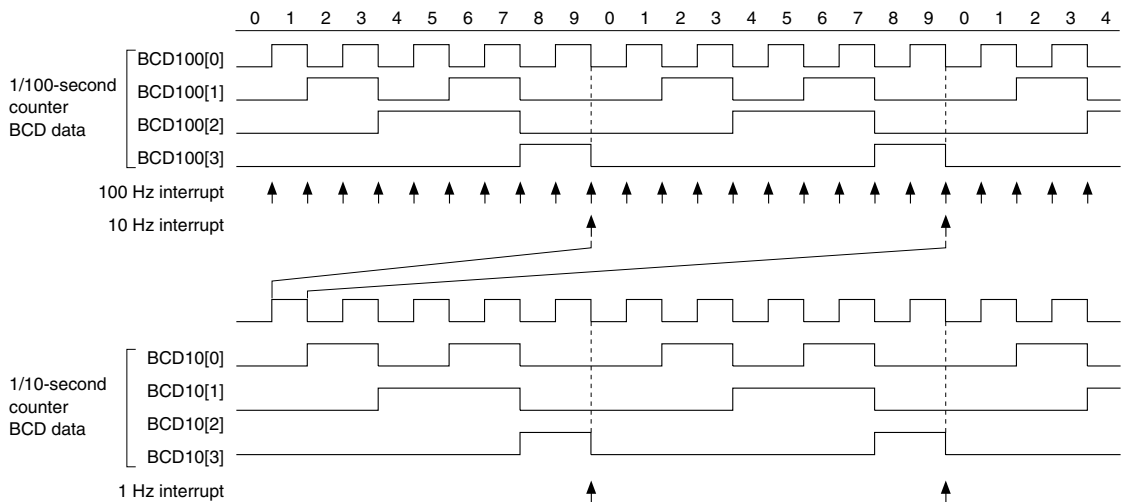 0 1 2 3 4 5 6 7 8 9 0 1 2 3 4 5 6 7 8 9 0 1 2 3 4
1/100-second
counter
BCD data
BCD100[0]
BCD100[1]
BCD100[2]
BCD100[3]
100 Hz interrupt
10 Hz interrupt
1/10-second
counter
BCD data
BCD10[0]
BCD10[1]
BCD10[2]
BCD10[3]
1 Hz interrupt